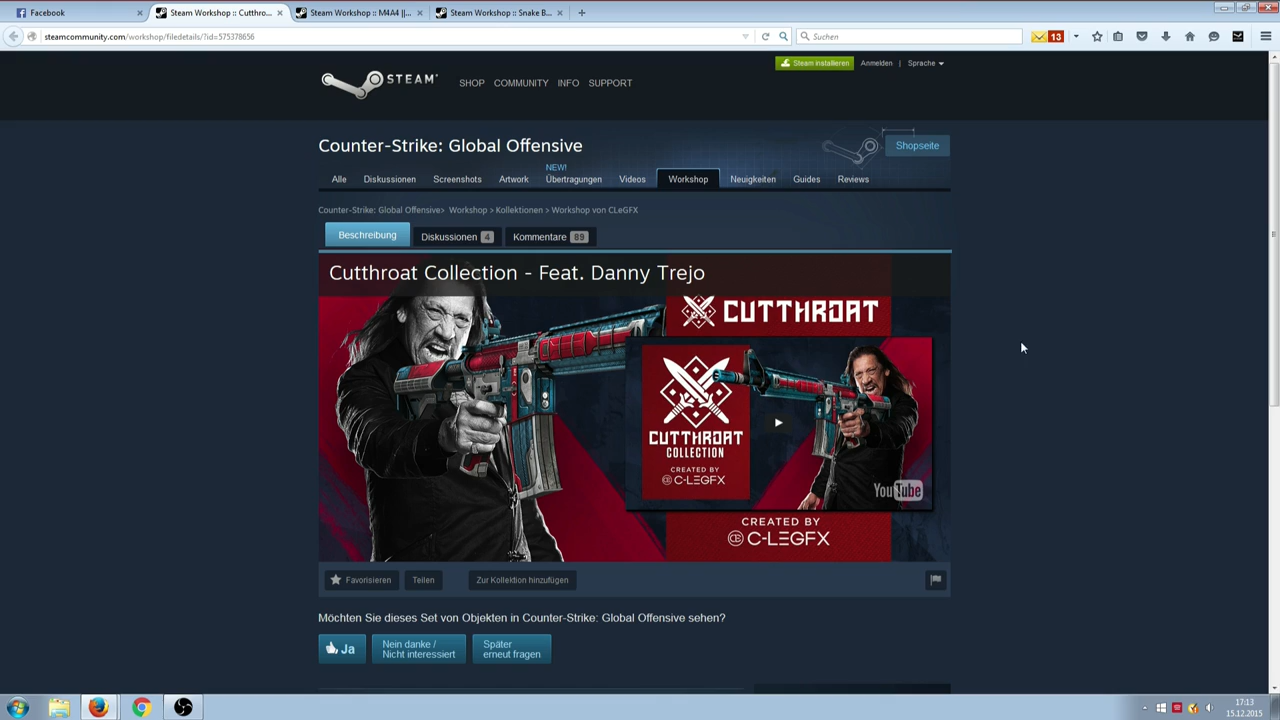 Facebook
Steam Workshop :: Cutthro...
Steam Workshop :: M4A4 ||...
Steam Workshop :: Snake B...
steamcommunity.com/workshop/filedetails/?id=575378656
Suchen
13
Steam installieren
Anmelden | Sprache
STEAM
SHOP COMMUNITY INFO SUPPORT
Counter-Strike: Global Offensive
Shopseite
NEW!
Alle Diskussionen Screenshots Artwork Übertragungen Videos Workshop Neuigkeiten Guides Reviews
Counter-Strike: Global Offensive> Workshop > Kollektionen > Workshop von CLeGFX
Beschreibung Diskussionen 4 Kommentare 89
Cutthroat Collection - Feat. Danny Trejo
CUTTHROAT
CUTTHROAT
COLLECTION
CREATED BY
C-LEGFX
YouTube
CREATED BY
C-LEGFX
Favorisieren Teilen Zur Kollektion hinzufügen
Möchten Sie dieses Set von Objekten in Counter-Strike: Global Offensive sehen?
Ja
Nein danke /
Nicht interessiert
Später
erneut fragen
17:13
15.12.2015